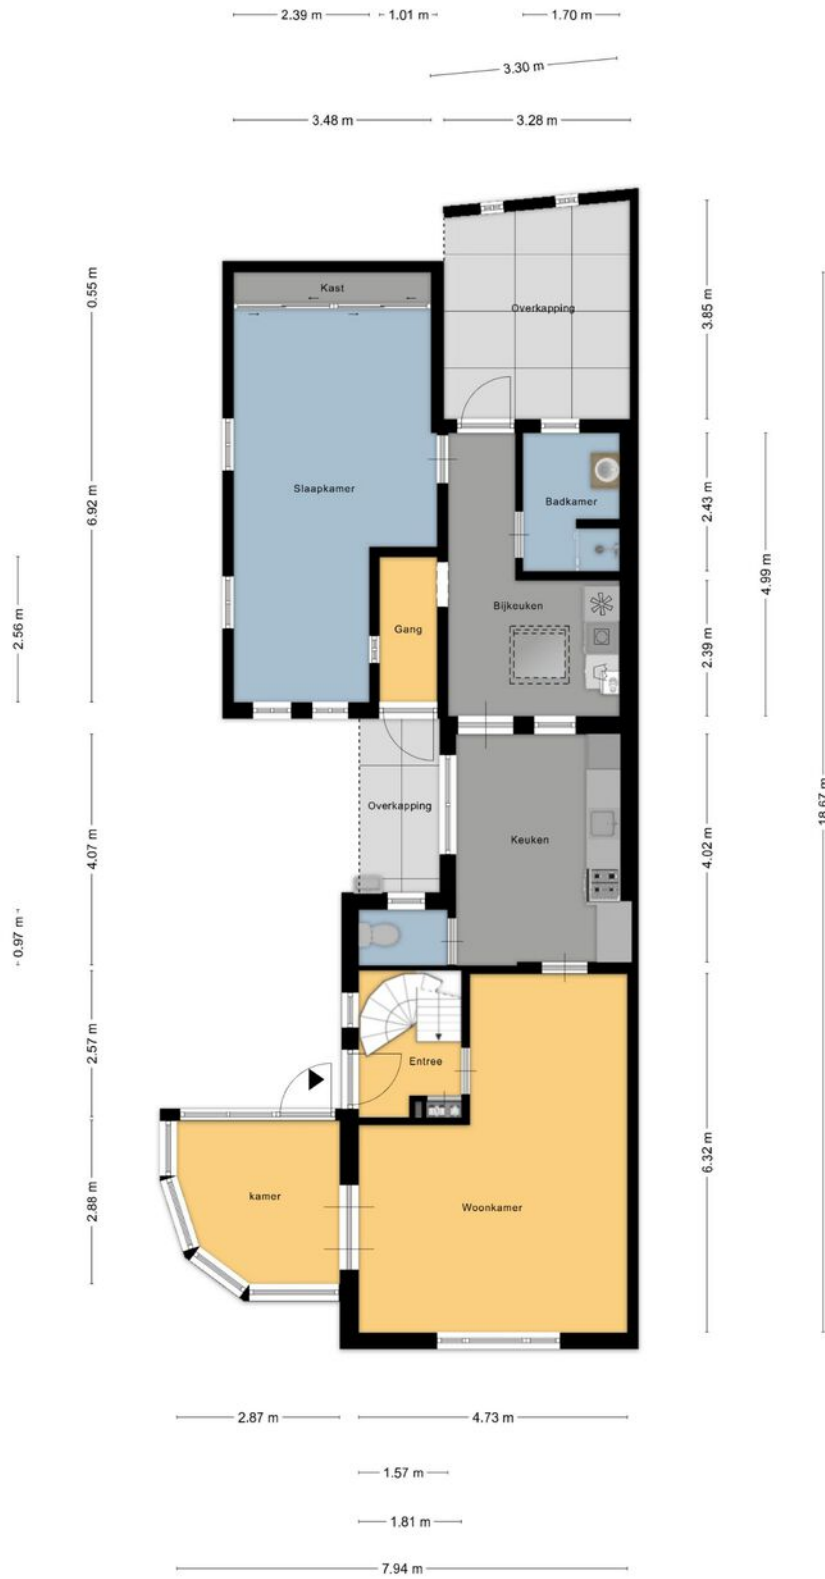 2.39 m
1.01 m
1.70 m
3.30 m
3.48 m
3.28 m
0.55 m
Kast
Overkapping
3.85 m
6.92 m
Slaapkamer
Badkamer
2.43 m
4.99 m
2.56 m
Gang
Bijkeuken
2.39 m
Overkapping
Keuken
4.07 m
4.02 m
18.67 m
0.97 m
2.57 m
Entree
6.32 m
kamer
Woonkamer
2.88 m
2.87 m
4.73 m
1.57 m
1.81 m
7.94 m